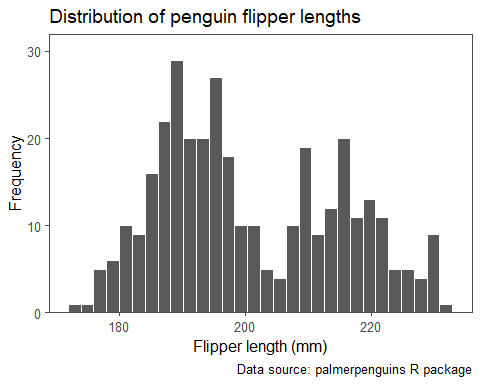 Distribution of penguin flipper lengths
30
20
10
0
Frequency
180 200 220
Flipper length (mm)
Data source: palmerpenguins R package